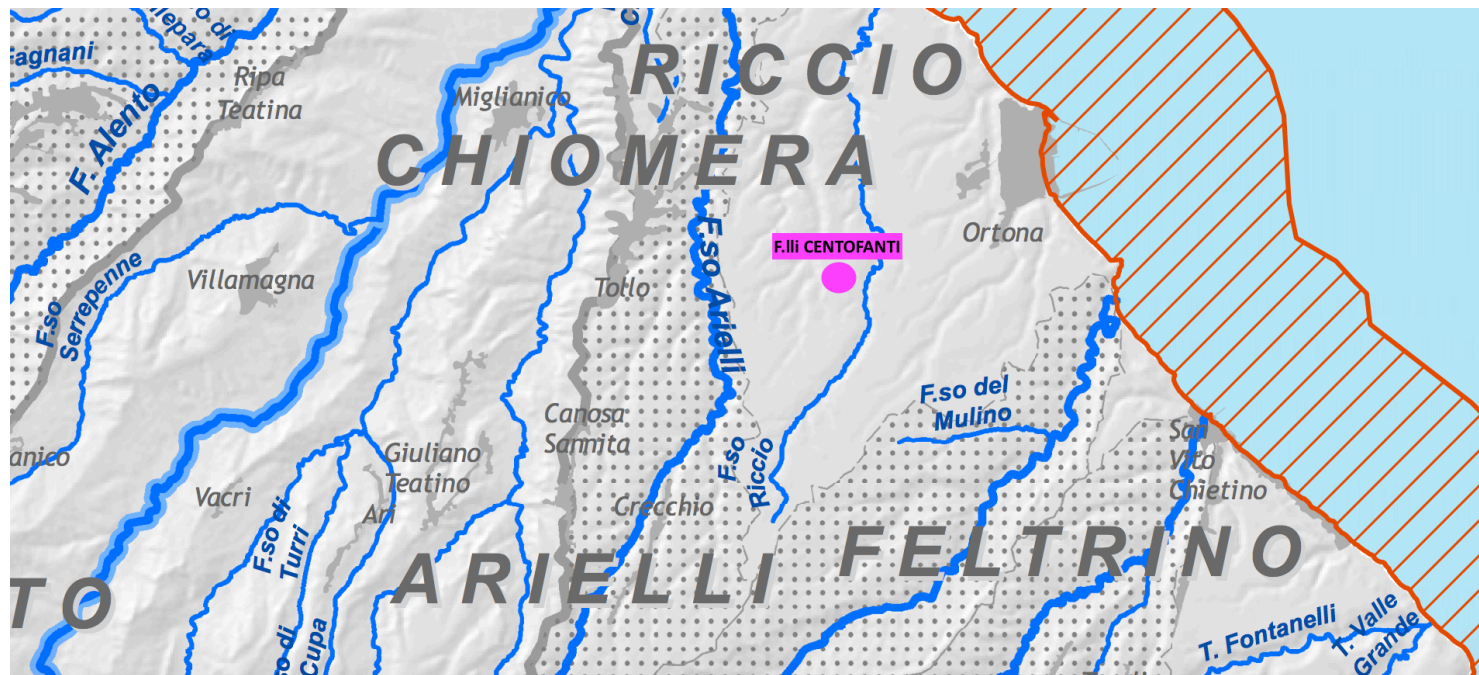 Fagnani
F. Alento
Ripa
Teatina
Miglianico
RICCIO
CHIOMERA
Ortona
F.lli CENTOFANTI
F.so
Serrepenne
Villamagna
Tollo
F.so Arielli
F.so del
Mulino
Canosa
Sannita
F.so
Riccio
San
Vito
Chietino
Giuliano
Teatino
Vacri
Ari
Crecchio
F.so di
Turri
ARIELLI
FELTRINO
TO
Cupa
T. Fontanelli
T. Valle
Grande